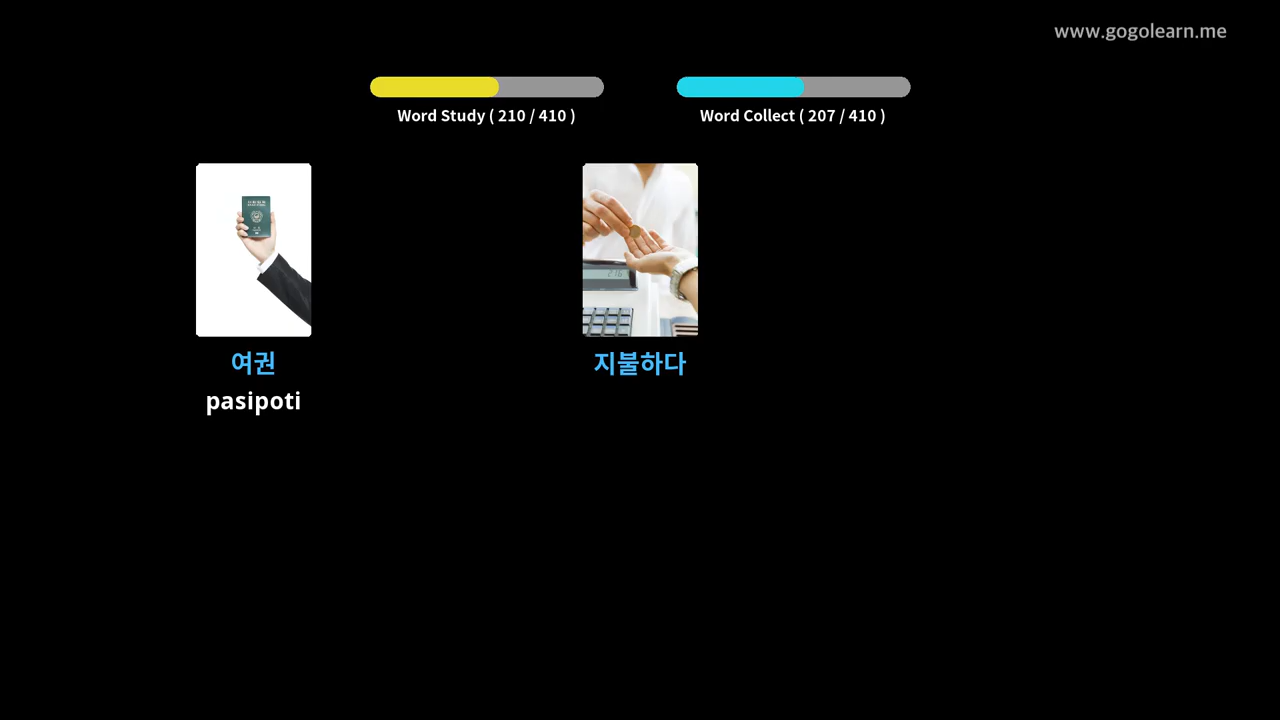 www.gogolearn.me
Word Study ( 210 / 410 )
Word Collect ( 207 / 410 )
여권
지불하다
pasipoti